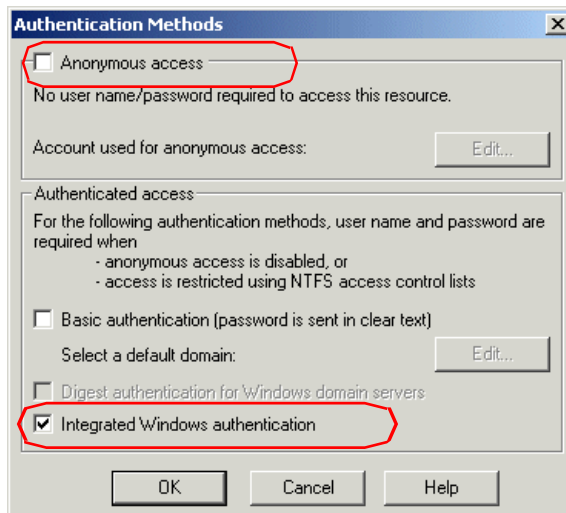 Authentication Methods
Anonymous access
No user name/password required to access this resource.
Account used for anonymous access:
Edit...
Authenticated access
For the following authentication methods, user name and password are
required when
- anonymous access is disabled, or
- access is restricted using NTFS access control lists
Basic authentication (password is sent in clear text)
Select a default domain:
Edit...
Digest authentication for Windows domain servers
Integrated Windows authentication
OK
Cancel
Help